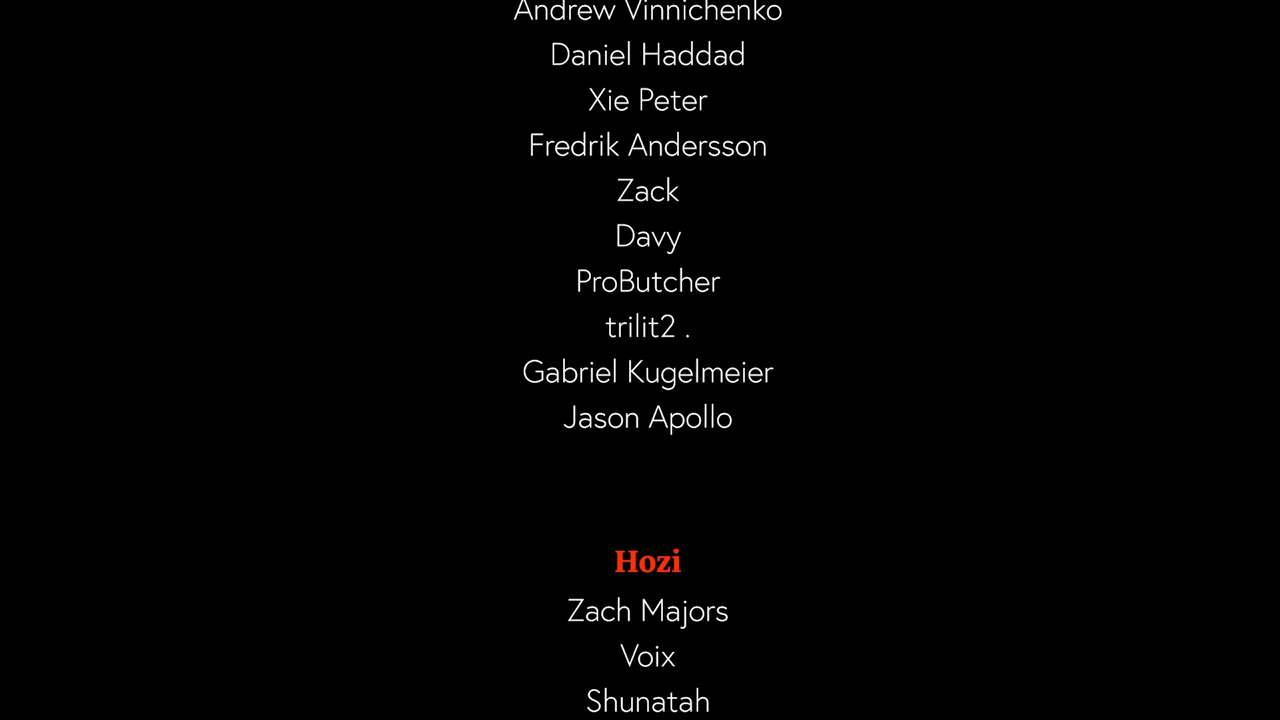 Andrew Vinnichenko
Daniel Haddad
Xie Peter
Fredrik Andersson
Zack
Davy
ProButcher
trilit2 .
Gabriel Kugelmeier
Jason Apollo
Hozi
Zach Majors
Voix
Shunatah